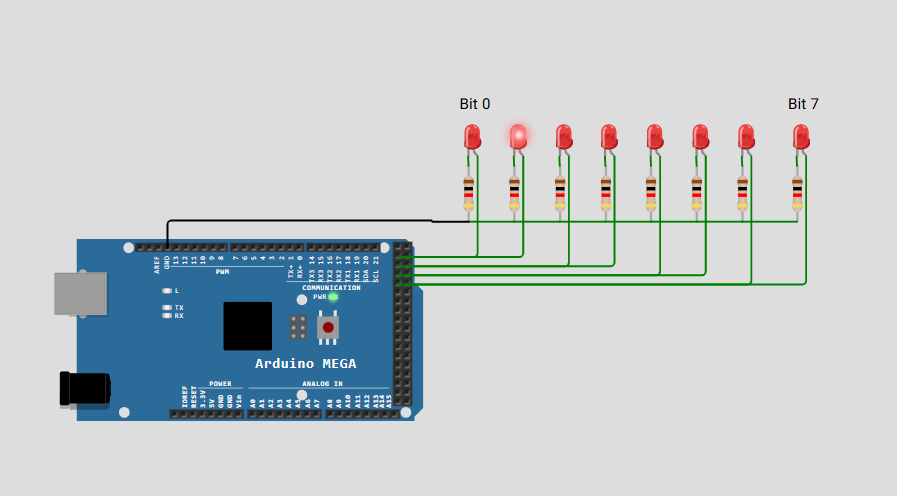 Bit 0 Bit 7
AREF
GND
13
12
11
10
9
8
7
6
5
4
3
2
1
0
TX→
RX←
TX3 14
RX3 15
TX2 16
RX2 17
TX1 18
RX1 19
SDA 20
SCL 21
PWM
COMMUNICATION
L
PWR
TX
RX
Arduino MEGA
POWER
ANALOG IN
IOREF
RESET
3.3V
5V
GND
GND
Vin
A0
A1
A2
A3
A4
A5
A6
A7
A8
A9
A10
A11
A12
A13
A14
A15